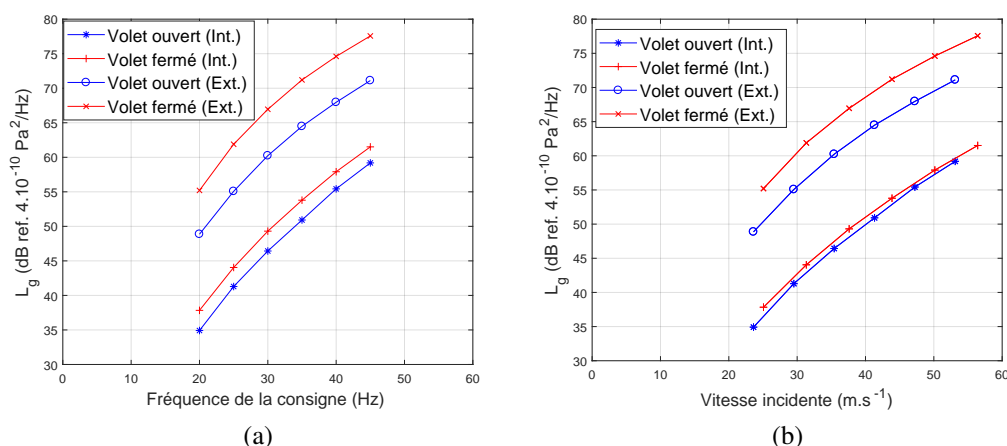 80
75
70
65
60
55
50
45
40
35
30
L_g (dB ref. 4.10^-10 Pa^2/Hz)
Volet ouvert (Int.)
Volet fermé (Int.)
Volet ouvert (Ext.)
Volet fermé (Ext.)
0 10 20 30 40 50 60
Fréquence de la consigne (Hz)
(a)
80
75
70
65
60
55
50
45
40
35
30
L_g (dB ref. 4.10^-10 Pa^2/Hz)
Volet ouvert (Int.)
Volet fermé (Int.)
Volet ouvert (Ext.)
Volet fermé (Ext.)
0 10 20 30 40 50 60
Vitesse incidente (m.s^-1)
(b)